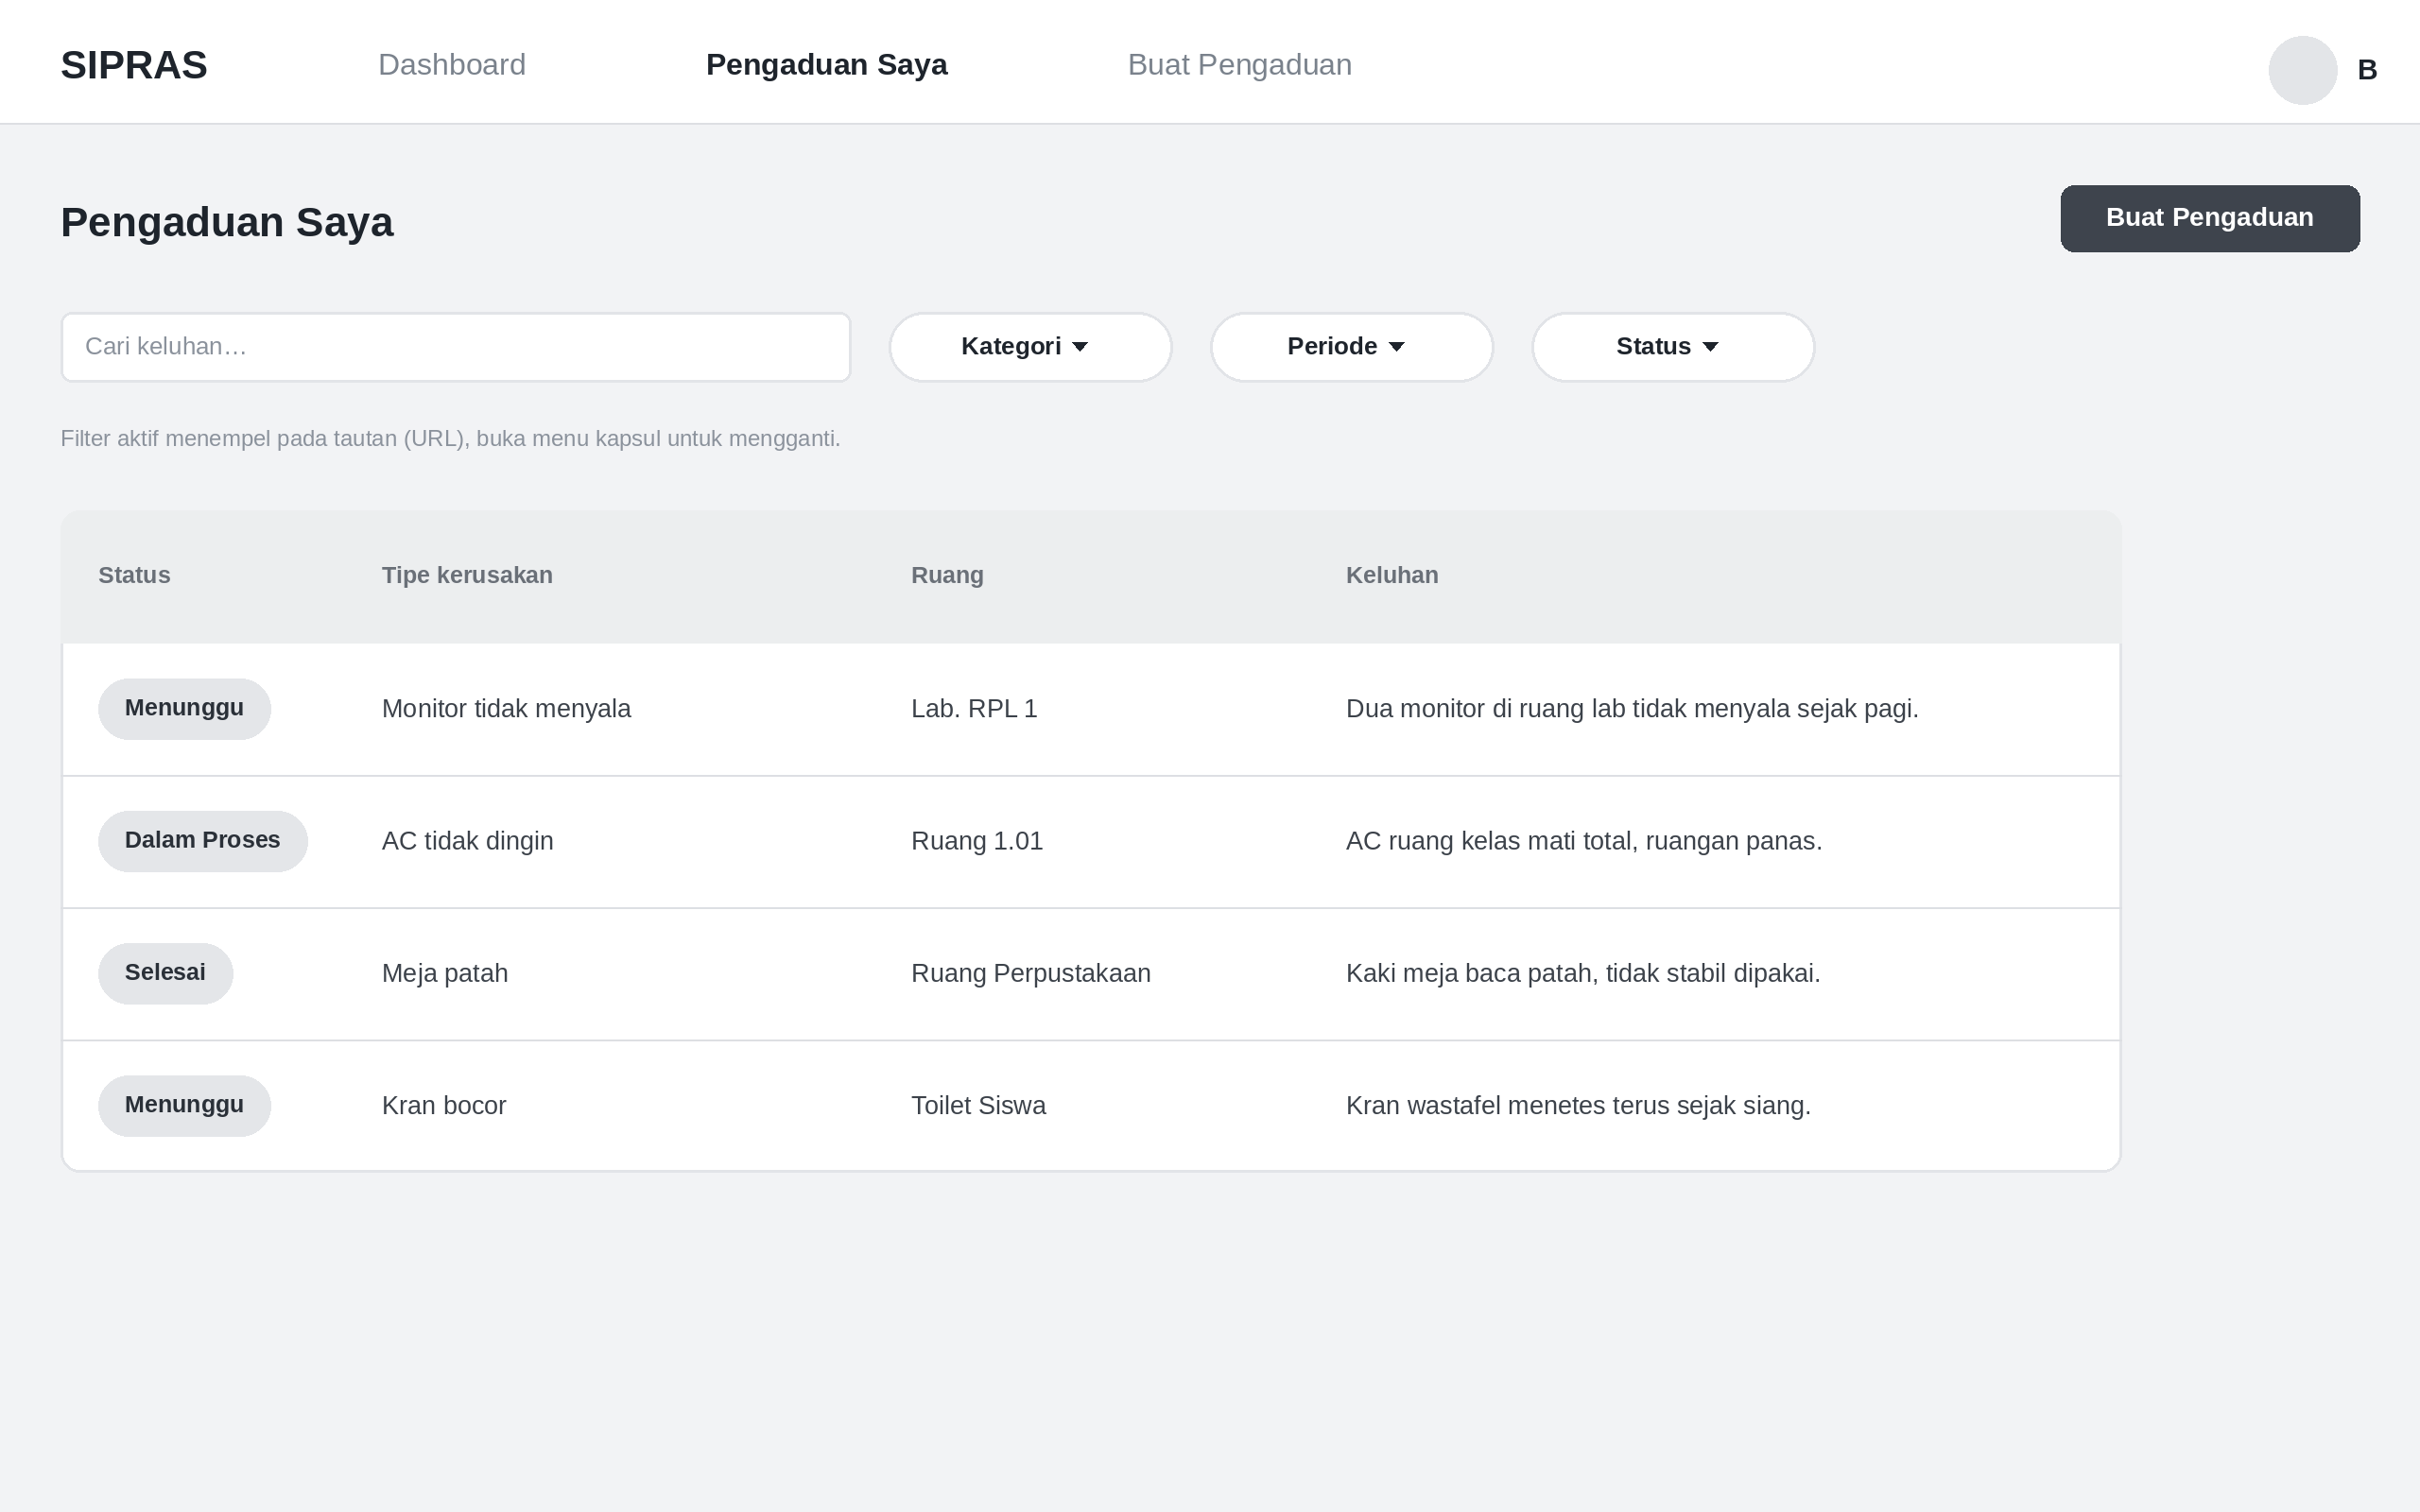 SIPRAS Dashboard Pengaduan Saya Buat Pengaduan B
Pengaduan Saya Buat Pengaduan
Cari keluhan… Kategori Periode Status
Filter aktif menempel pada tautan (URL), buka menu kapsul untuk mengganti.
Status Tipe kerusakan Ruang Keluhan
Menunggu Monitor tidak menyala Lab. RPL 1 Dua monitor di ruang lab tidak menyala sejak pagi.
Dalam Proses AC tidak dingin Ruang 1.01 AC ruang kelas mati total, ruangan panas.
Selesai Meja patah Ruang Perpustakaan Kaki meja baca patah, tidak stabil dipakai.
Menunggu Kran bocor Toilet Siswa Kran wastafel menetes terus sejak siang.